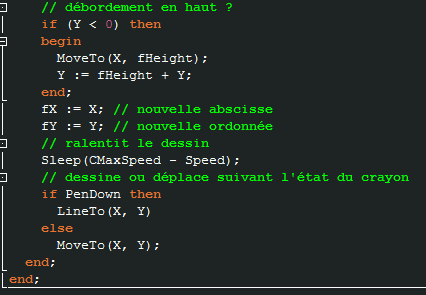 // débordement en haut ?
if (Y < 0) then
begin
MoveTo(X, fHeight);
Y := fHeight + Y;
end;
fX := X; // nouvelle abscisse
fY := Y; // nouvelle ordonnée
// ralentit le dessin
Sleep(CMaxSpeed - Speed);
// dessine ou déplace suivant l'état du crayon
if PenDown then
LineTo(X, Y)
else
MoveTo(X, Y);
end;
end;